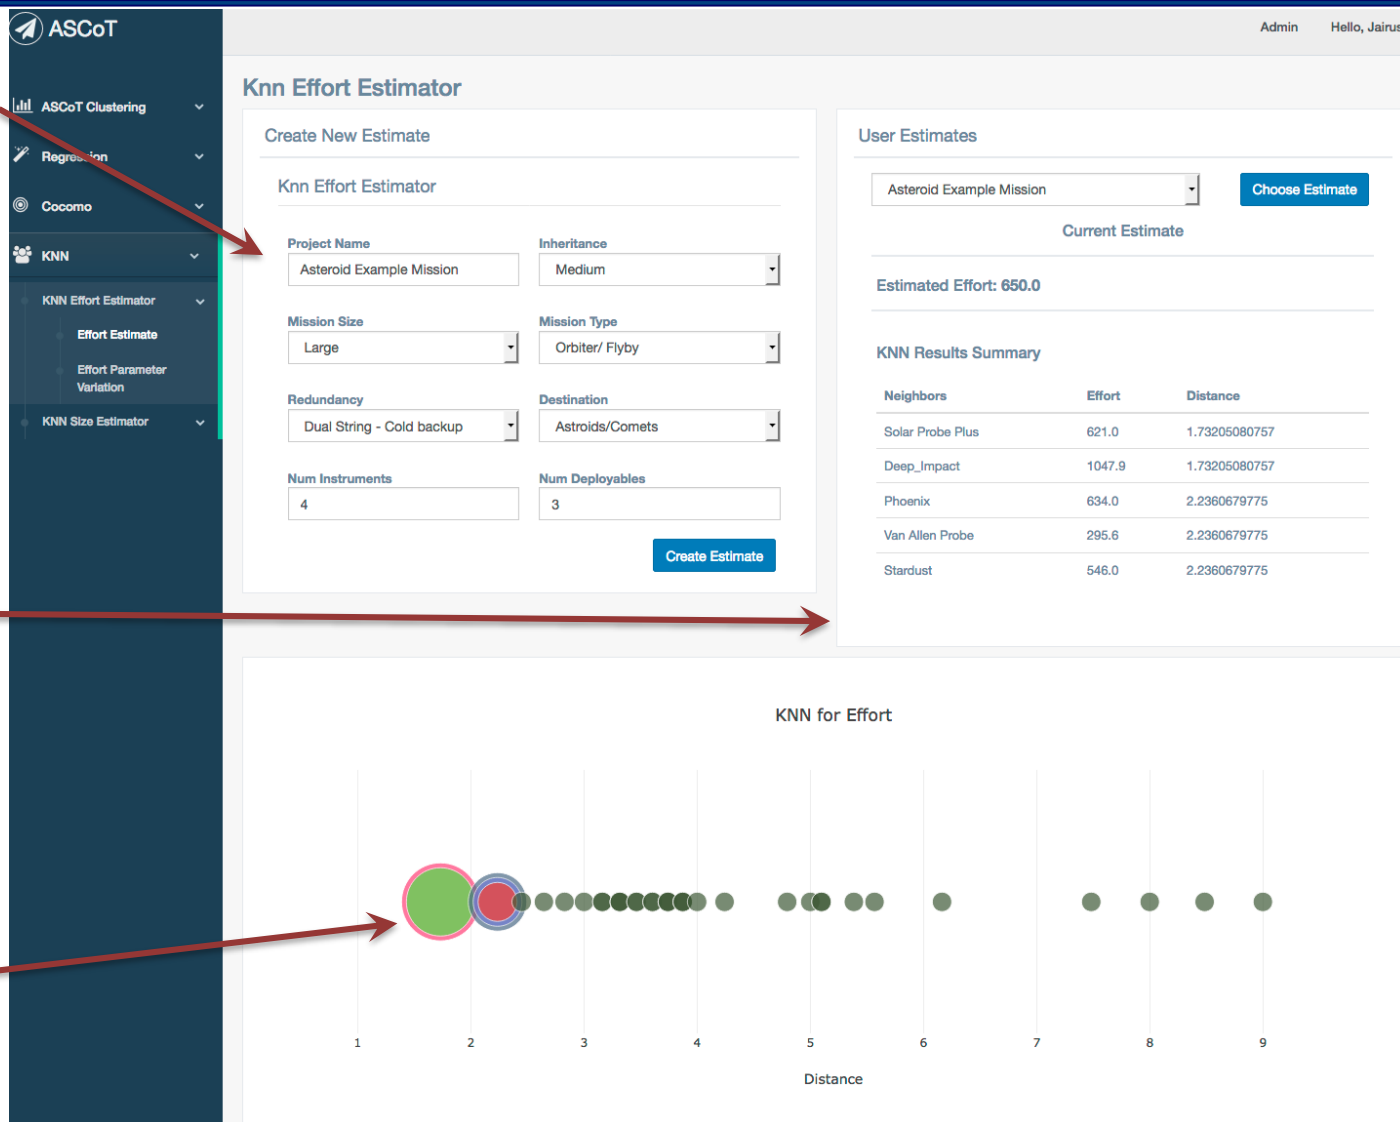 ASCoT
Admin Hello, Jairus
ASCoT Clustering
Regression
Cocomo
KNN
KNN Effort Estimator
Effort Estimate
Effort Parameter
Variation
KNN Size Estimator
Knn Effort Estimator
Create New Estimate
Knn Effort Estimator
Project Name Inheritance
Asteroid Example Mission Medium
Mission Size Mission Type
Large Orbiter/ Flyby
Redundancy Destination
Dual String - Cold backup Astroids/Comets
Num Instruments Num Deployables
4 3
Create Estimate
User Estimates
Asteroid Example Mission Choose Estimate
Current Estimate
Estimated Effort: 650.0
KNN Results Summary
Neighbors Effort Distance
Solar Probe Plus 621.0 1.73205080757
Deep_Impact 1047.9 1.73205080757
Phoenix 634.0 2.2360679775
Van Allen Probe 295.6 2.2360679775
Stardust 546.0 2.2360679775
KNN for Effort
1 2 3 4 5 6 7 8 9
Distance